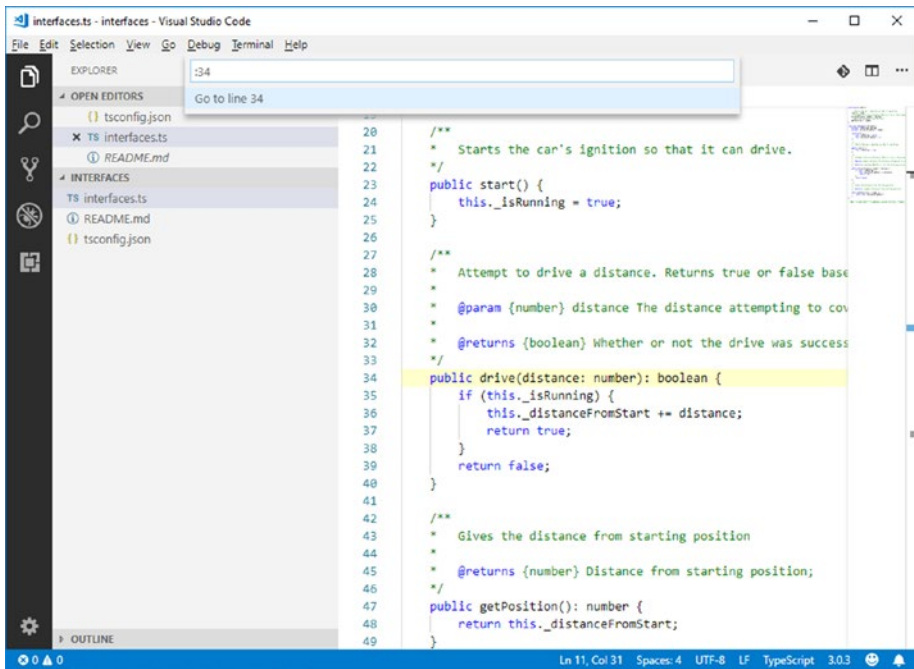 interfaces.ts - interfaces - Visual Studio Code
File Edit Selection View Go Debug Terminal Help
EXPLORER
:34
Go to line 34
OPEN EDITORS
{} tsconfig.json
TS interfaces.ts
README.md
INTERFACES
TS interfaces.ts
README.md
{} tsconfig.json
OUTLINE
20 /**
21 * Starts the car's ignition so that it can drive.
22 */
23 public start() {
24 this._isRunning = true;
25 }
26
27 /**
28 * Attempt to drive a distance. Returns true or false base
29 *
30 * @param {number} distance The distance attempting to cov
31 *
32 * @returns {boolean} Whether or not the drive was success
33 */
34 public drive(distance: number): boolean {
35 if (this._isRunning) {
36 this._distanceFromStart += distance;
37 return true;
38 }
39 return false;
40 }
41
42 /**
43 * Gives the distance from starting position
44 *
45 * @returns {number} Distance from starting position;
46 */
47 public getPosition(): number {
48 return this._distanceFromStart;
49 }
0 0 Ln 11, Col 31 Spaces: 4 UTF-8 LF TypeScript 3.0.3